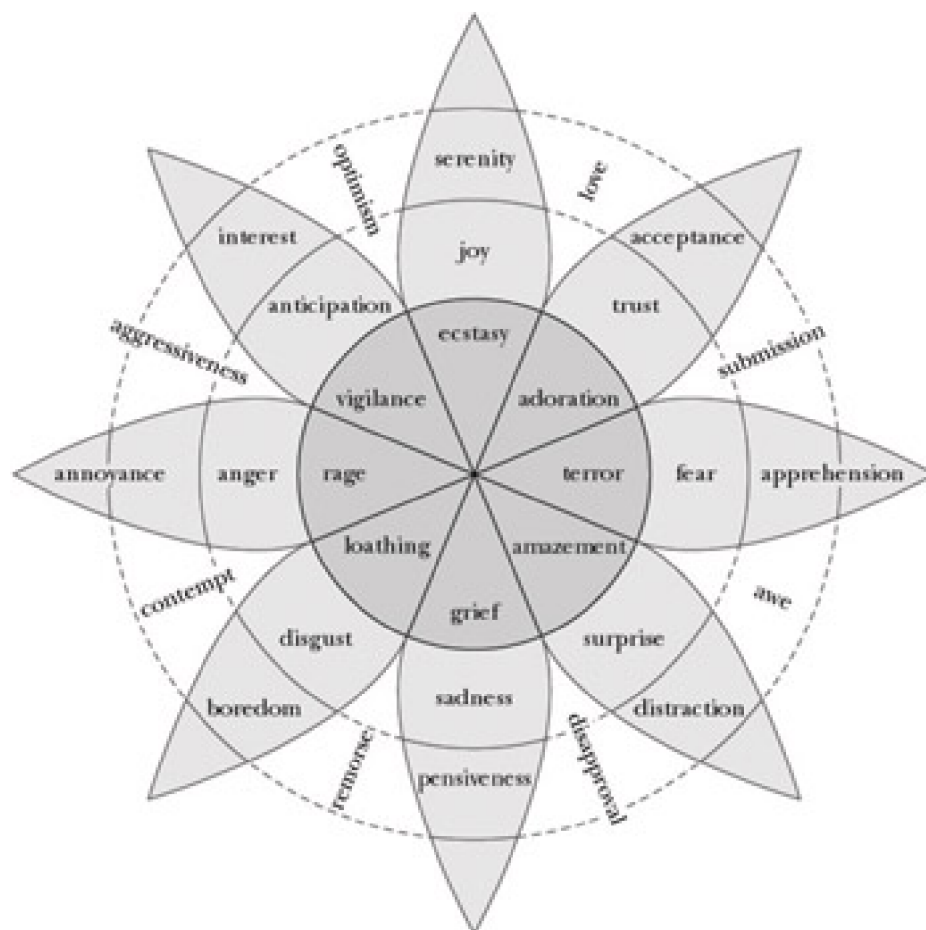 optimism
serenity
love
interest
acceptance
joy
anticipation
trust
ecstasy
aggressiveness
submission
vigilance
adoration
annoyance
anger
rage
terror
fear
apprehension
loathing
amazement
contempt
awe
grief
disgust
surprise
sadness
boredom
distraction
remorse
disapproval
pensiveness